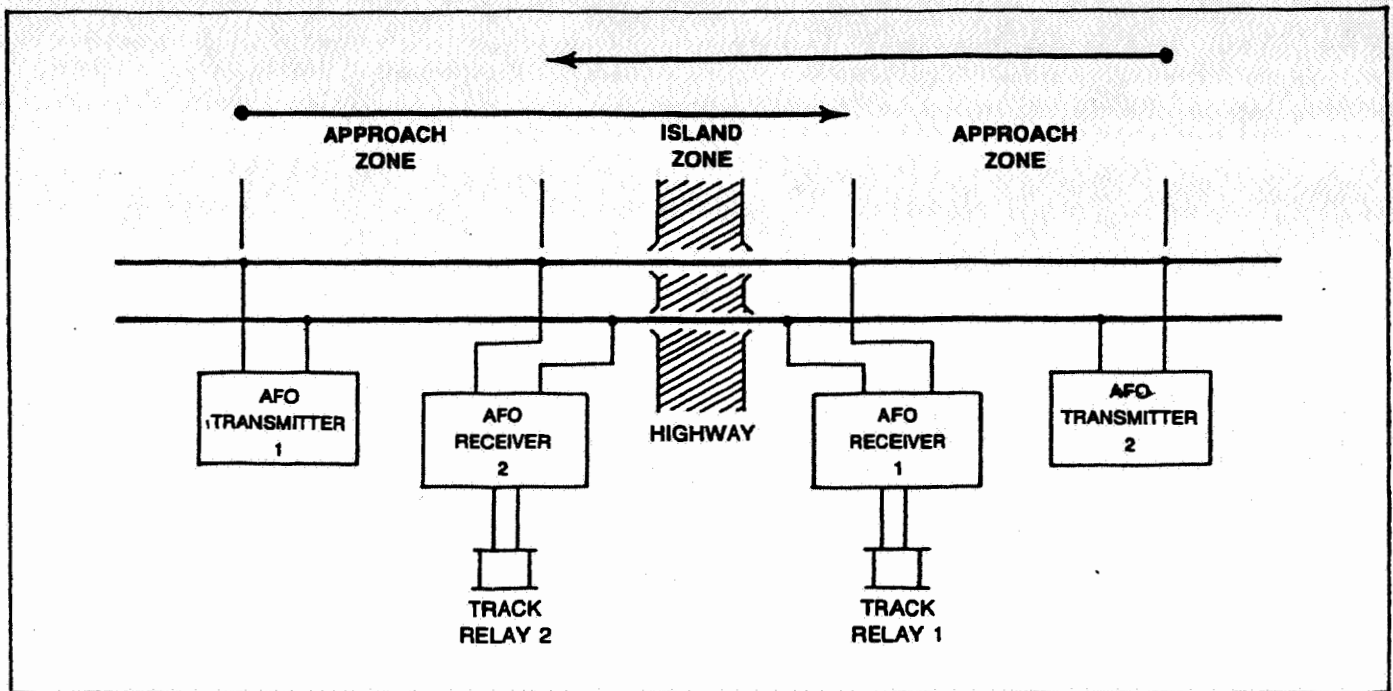 APPROACH
ZONE
ISLAND
ZONE
APPROACH
ZONE
AFO
TRANSMITTER
1
AFO
RECEIVER
2
HIGHWAY
AFO
RECEIVER
1
AFO
TRANSMITTER
2
TRACK
RELAY 2
TRACK
RELAY 1